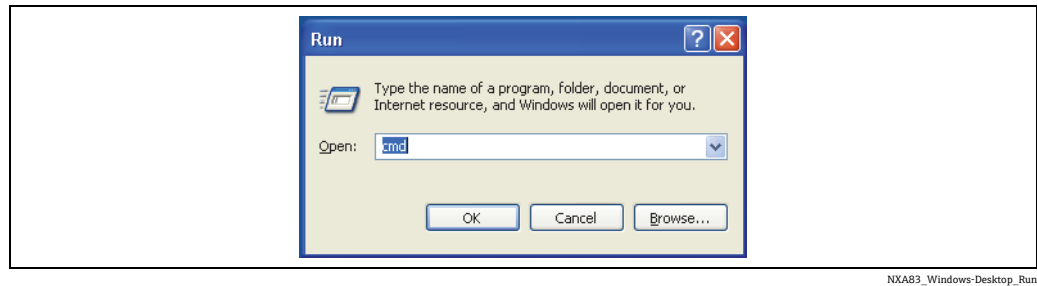 Run
Type the name of a program, folder, document, or
Internet resource, and Windows will open it for you.
Open: cmd
OK Cancel Browse...
NXA83_Windows-Desktop_Run